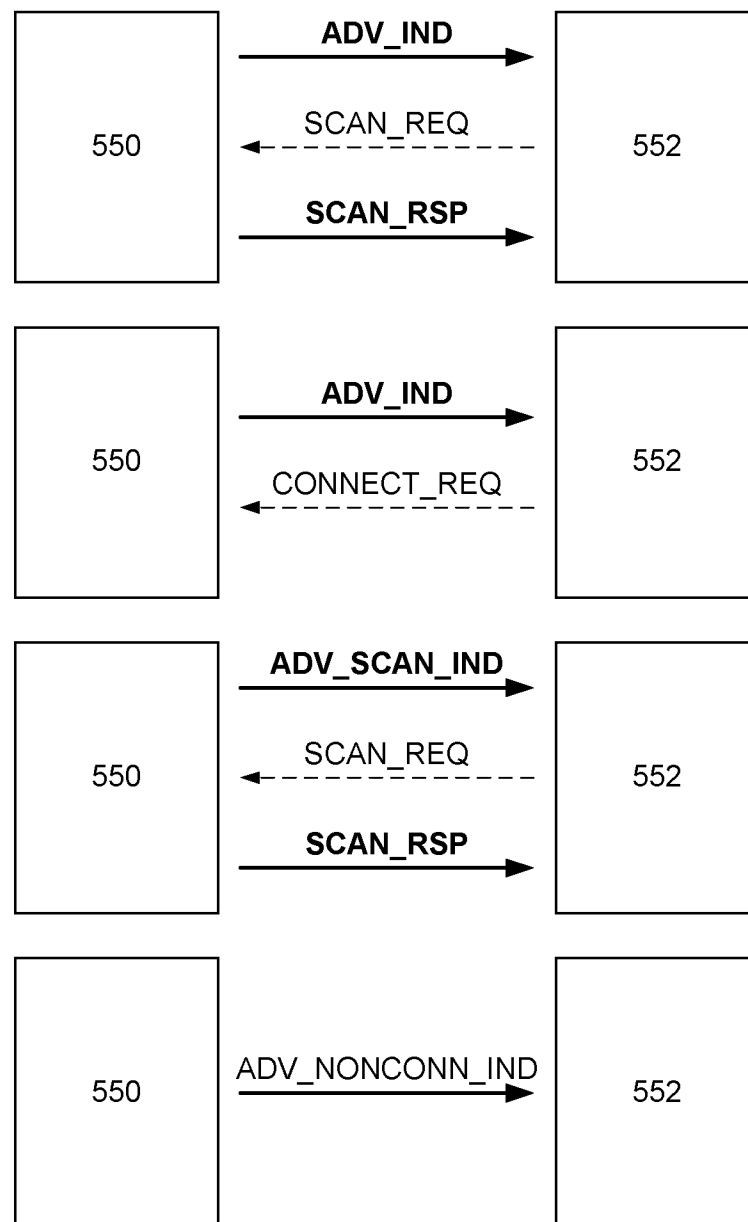 ADV_IND
550
SCAN_REQ
552
SCAN_RSP
ADV_IND
550
CONNECT_REQ
552
ADV_SCAN_IND
550
SCAN_REQ
552
SCAN_RSP
550
ADV_NONCONN_IND
552